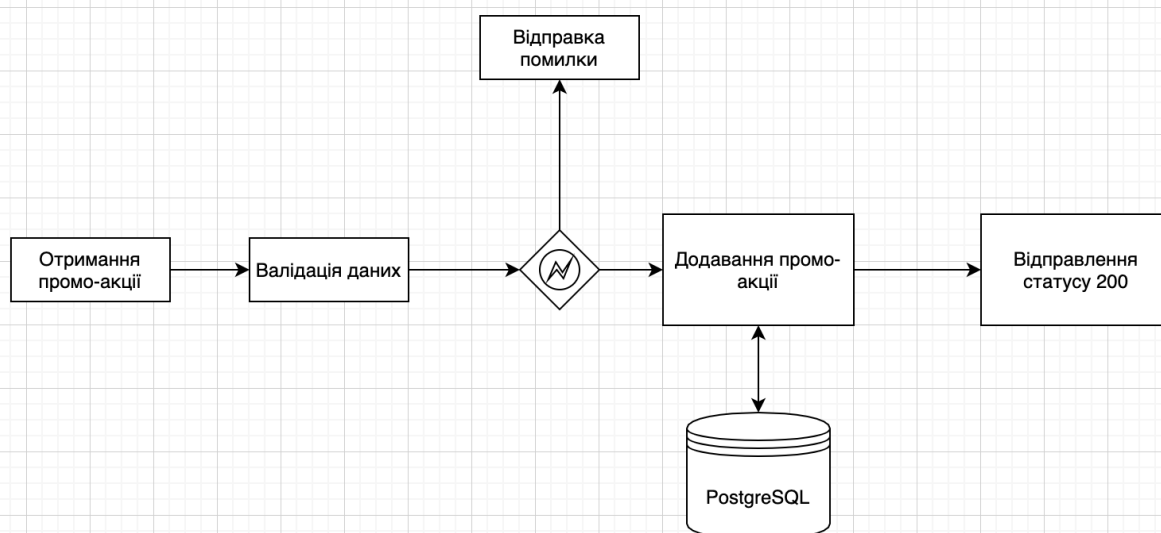 Відправка
помилки
Отримання
промо-акції
Валідація даних
Додавання промо-
акції
Відправлення
статусу 200
PostgreSQL